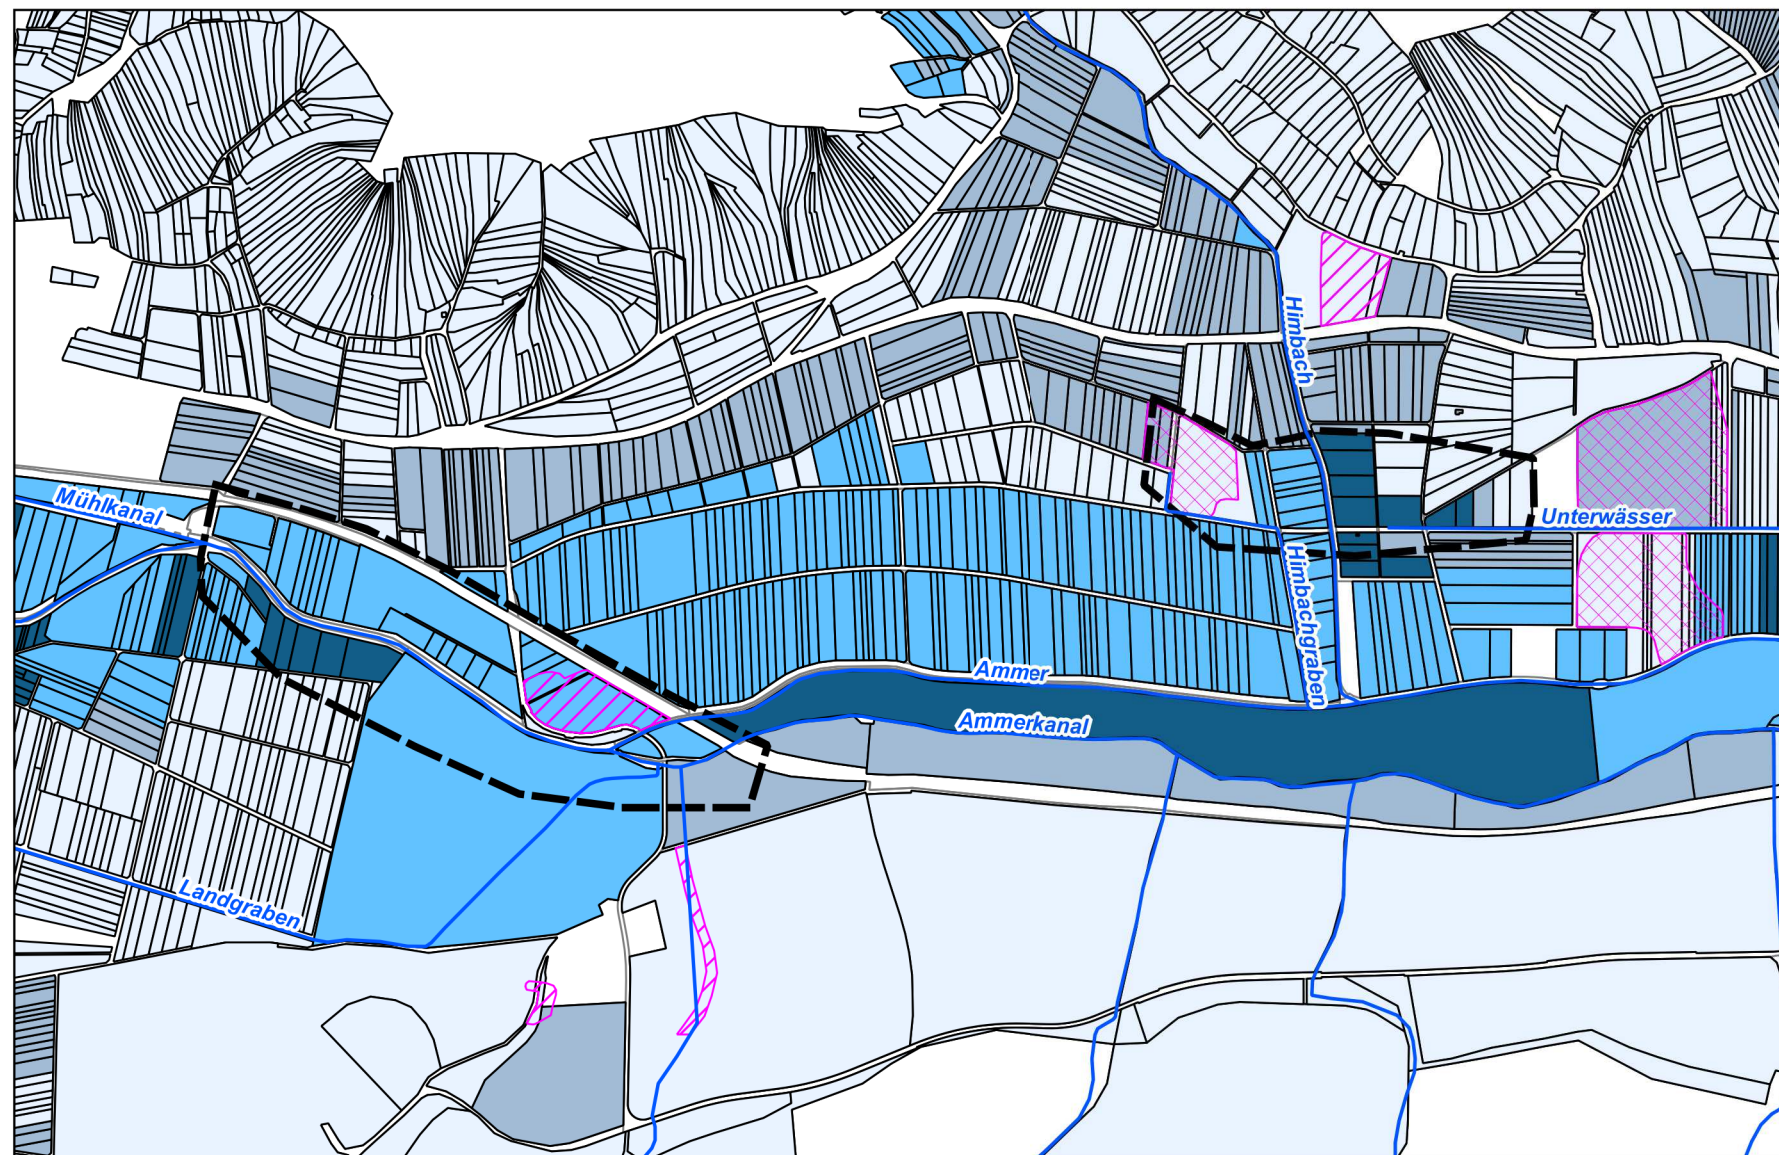 Himbach
Mühlkanal
Unterwässer
Himbachgraben
Ammer
Ammerkanal
Landgraben